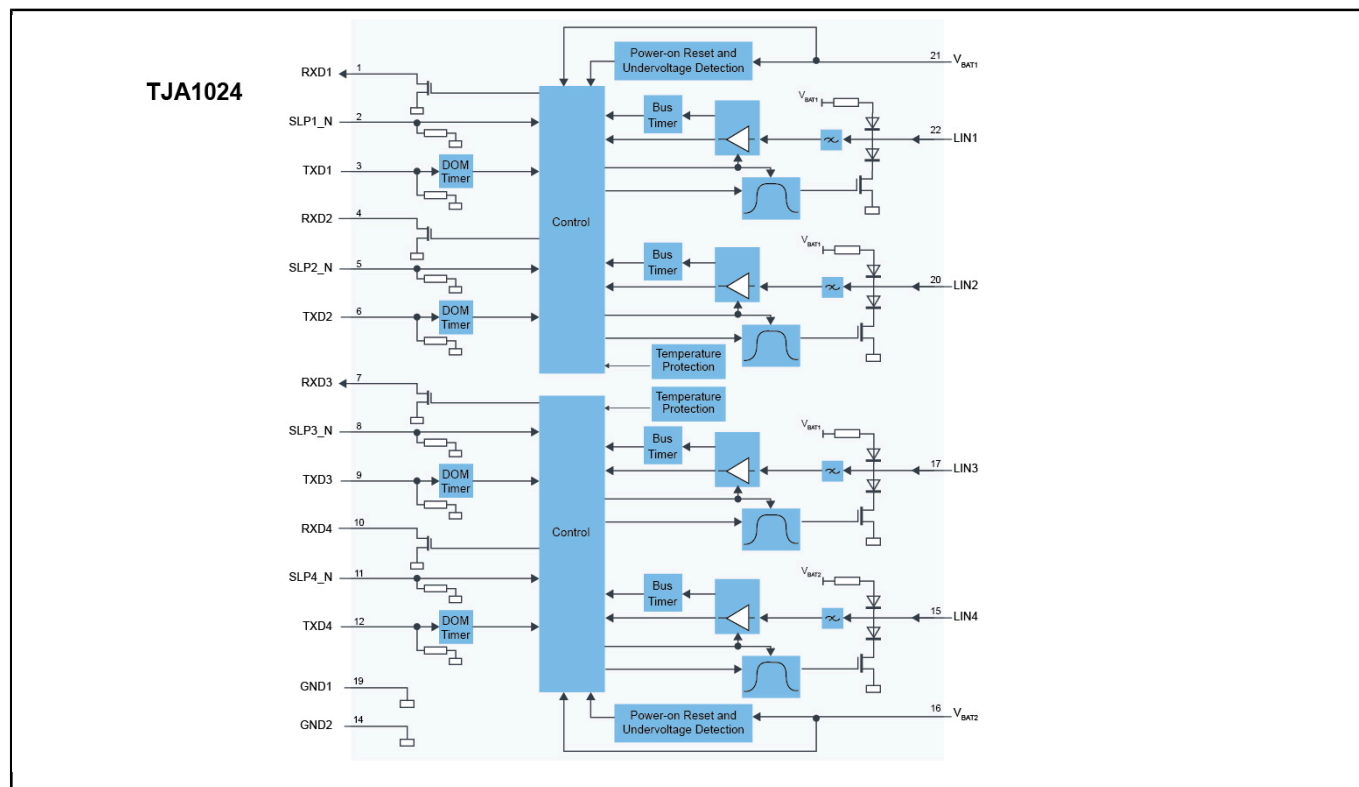 TJA1024
Power-on Reset and
Undervoltage Detection
21
VBAT1
RXD1
1
SLP1_N
2
TXD1
3
DOM
Timer
RXD2
4
SLP2_N
5
TXD2
6
DOM
Timer
Control
Bus
Timer
VBAT1
22
LIN1
Bus
Timer
VBAT1
20
LIN2
Temperature
Protection
RXD3
7
SLP3_N
8
TXD3
9
DOM
Timer
RXD4
10
SLP4_N
11
TXD4
12
DOM
Timer
GND1
19
GND2
14
Control
Temperature
Protection
Bus
Timer
VBAT1
17
LIN3
Bus
Timer
VBAT2
15
LIN4
Power-on Reset and
Undervoltage Detection
16
VBAT2